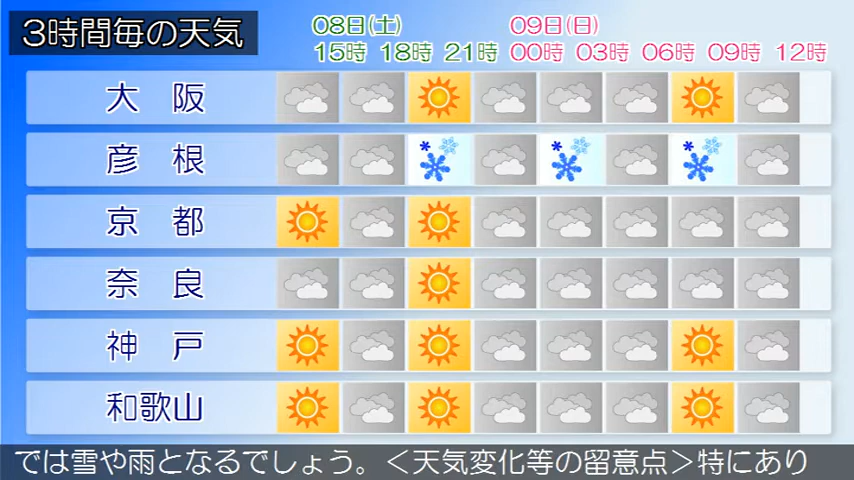 3時間毎の天気
08日(土) 09日(日)
15時 18時 21時 00時 03時 06時 09時 12時
大阪
彦根
京都
奈良
神戸
和歌山
では雪や雨となるでしょう。＜天気変化等の留意点＞特にあり